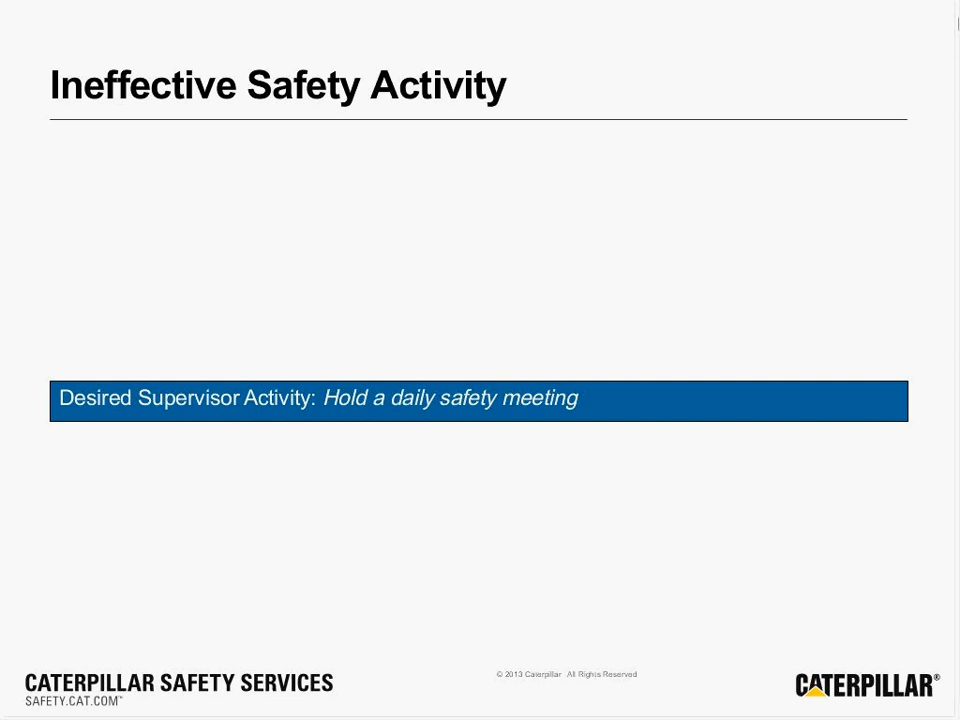 Ineffective Safety Activity
Desired Supervisor Activity: Hold a daily safety meeting
© 2013 Caterpillar All Rights Reserved
CATERPILLAR SAFETY SERVICES
SAFETY.CAT.COM™
CATERPILLAR®